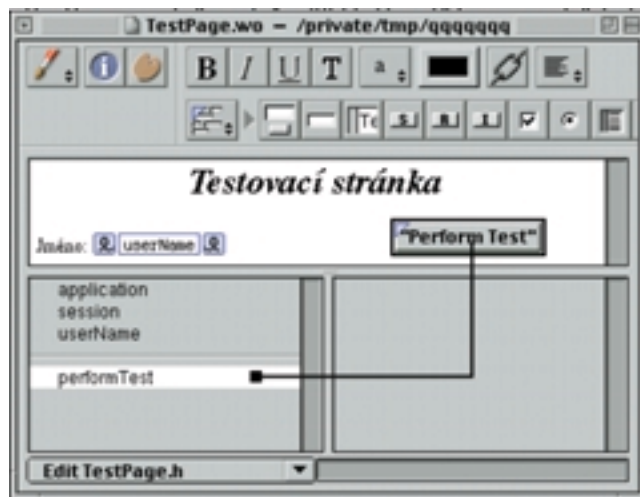 TestPage.wo — /private/tmp/qqqqqqq
B I U T a
S R I
Testovací stránka
Jméno: userName
"Perform Test"
application
session
userName
performTest
Edit TestPage.h